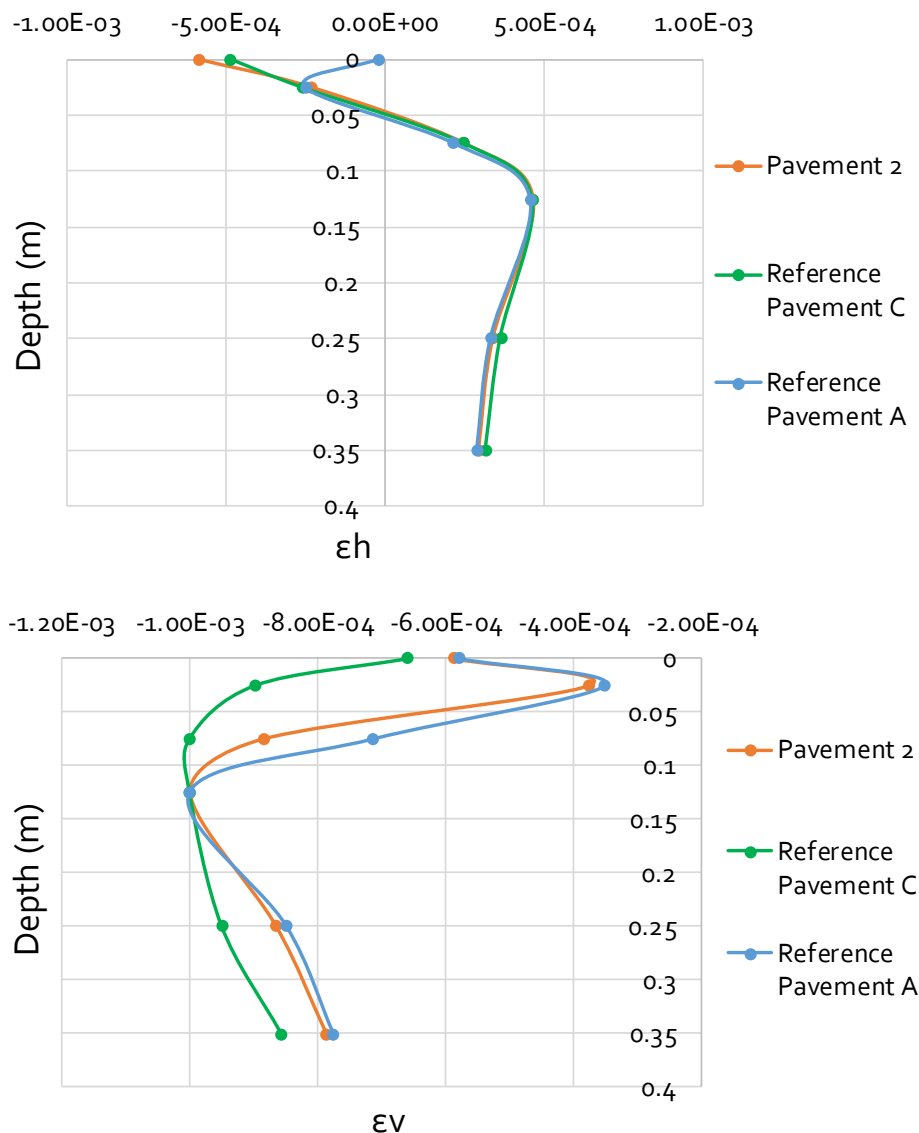 -1.00E-03 -5.00E-04 0.00E+00 5.00E-04 1.00E-03
0
0.05
0.1
0.15
0.2
0.25
0.3
0.35
0.4
Depth (m)
εh
Pavement 2
Reference
Pavement C
Reference
Pavement A
-1.20E-03 -1.00E-03 -8.00E-04 -6.00E-04 -4.00E-04 -2.00E-04
0
0.05
0.1
0.15
0.2
0.25
0.3
0.35
0.4
Depth (m)
εv
Pavement 2
Reference
Pavement C
Reference
Pavement A